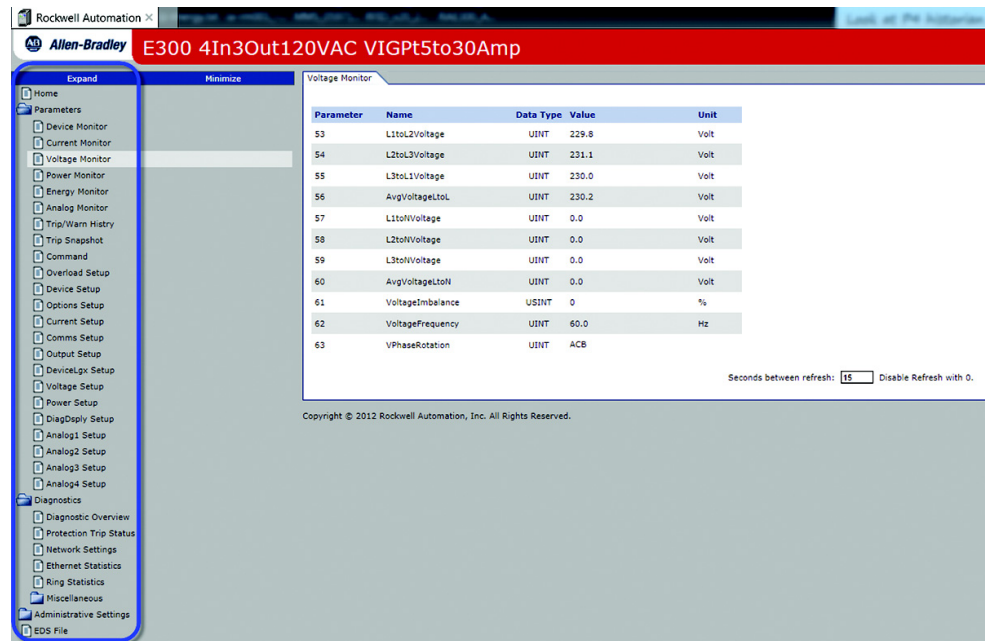 Rockwell Automation ×
Look at P4 historian
AB Allen-Bradley E300 4In3Out120VAC VIGPt5to30Amp
Expand Minimize
Home
Parameters
Device Monitor
Current Monitor
Voltage Monitor
Power Monitor
Energy Monitor
Analog Monitor
Trip/Warn Histry
Trip Snapshot
Command
Overload Setup
Device Setup
Options Setup
Current Setup
Comms Setup
Output Setup
DeviceLgx Setup
Voltage Setup
Power Setup
DiagDsply Setup
Analog1 Setup
Analog2 Setup
Analog3 Setup
Analog4 Setup
Diagnostics
Diagnostic Overview
Protection Trip Status
Network Settings
Ethernet Statistics
Ring Statistics
Miscellaneous
Administrative Settings
EDS File
Voltage Monitor
Parameter Name Data Type Value Unit
53 L1toL2Voltage UINT 229.8 Volt
54 L2toL3Voltage UINT 231.1 Volt
55 L3toL1Voltage UINT 230.0 Volt
56 AvgVoltageLtoL UINT 230.2 Volt
57 L1toNVoltage UINT 0.0 Volt
58 L2toNVoltage UINT 0.0 Volt
59 L3toNVoltage UINT 0.0 Volt
60 AvgVoltageLtoN UINT 0.0 Volt
61 VoltageImbalance USINT 0 %
62 VoltageFrequency UINT 60.0 Hz
63 VPhaseRotation UINT ACB
Seconds between refresh: 15 Disable Refresh with 0.
Copyright © 2012 Rockwell Automation, Inc. All Rights Reserved.